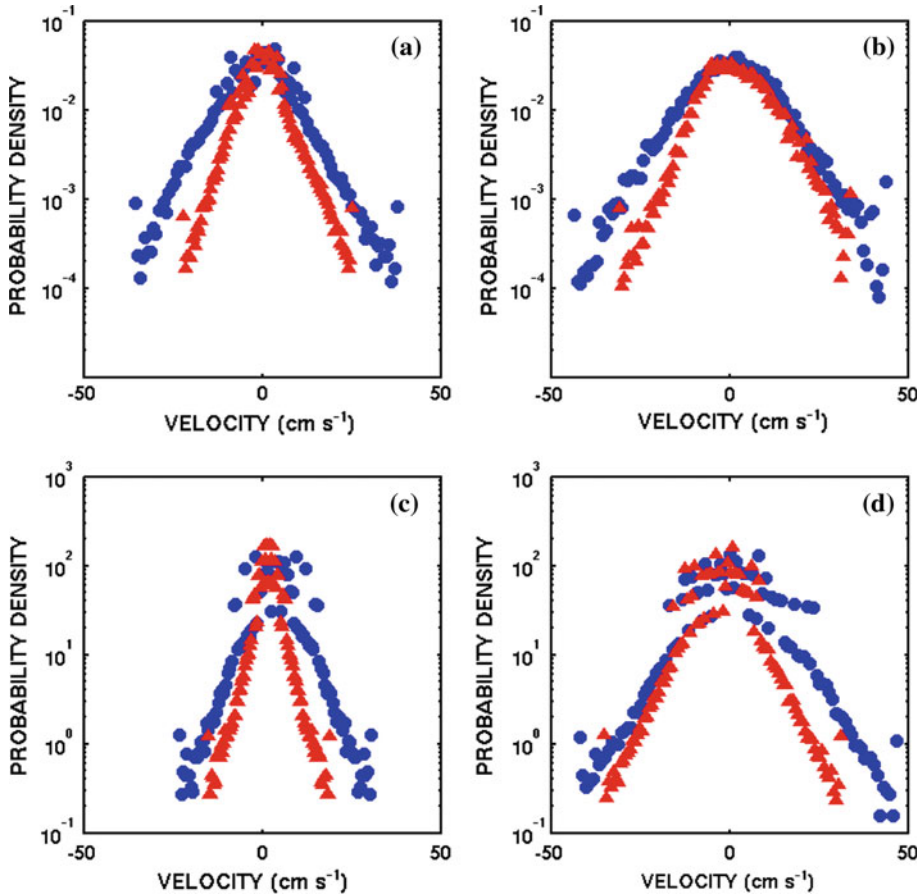 (a)
PROBABILITY DENSITY
10⁻¹
10⁻²
10⁻³
10⁻⁴
-50
0
50
VELOCITY (cm s⁻¹)
(b)
PROBABILITY DENSITY
10⁻¹
10⁻²
10⁻³
10⁻⁴
-50
0
50
VELOCITY (cm s⁻¹)
(c)
PROBABILITY DENSITY
10³
10²
10¹
10⁰
10⁻¹
-50
0
50
VELOCITY (cm s⁻¹)
(d)
PROBABILITY DENSITY
10³
10²
10¹
10⁰
10⁻¹
-50
0
50
VELOCITY (cm s⁻¹)